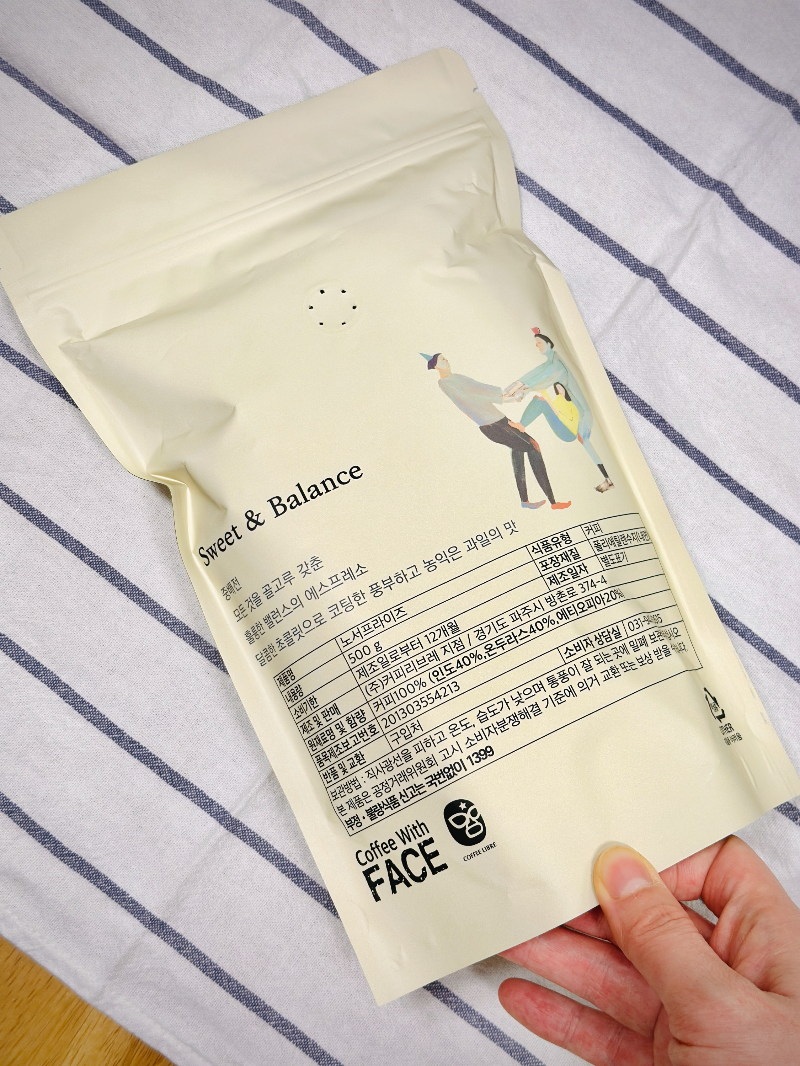 Sweet & Balance
중배전
모든것을 골고루 갖춘
훌륭한 밸런스의 에스프레소
달콤한 초콜릿으로 코팅한 풍부하고 농익은 과일의 맛
제품명 노서프라이즈 식품유형 커피
내용량 500 g 포장재질
소비기한 제조일로부터 12개월 제조일자 별도표기
제조 및 판매 (주)커피리브레 지점 / 경기도 파주시 방촌로 374-4
원재료명 및 함량 커피100% (인도40%,온두라스40%,에티오피아20%
품목제조보고번호 201303554213
반품 및 교환 구입처 소비자 상담실
보관방법 : 직사광선을 피하고 온도, 습도가 낮으며 통풍이 잘 되는 곳에 밀폐
본 제품은 공정거래위원회 고시 소비자분쟁해결 기준에 의거 교환 또는 보상 받을
부정・불량식품 신고는 국번없이 1399
Coffee With
FACE
COFFEE LIBRE